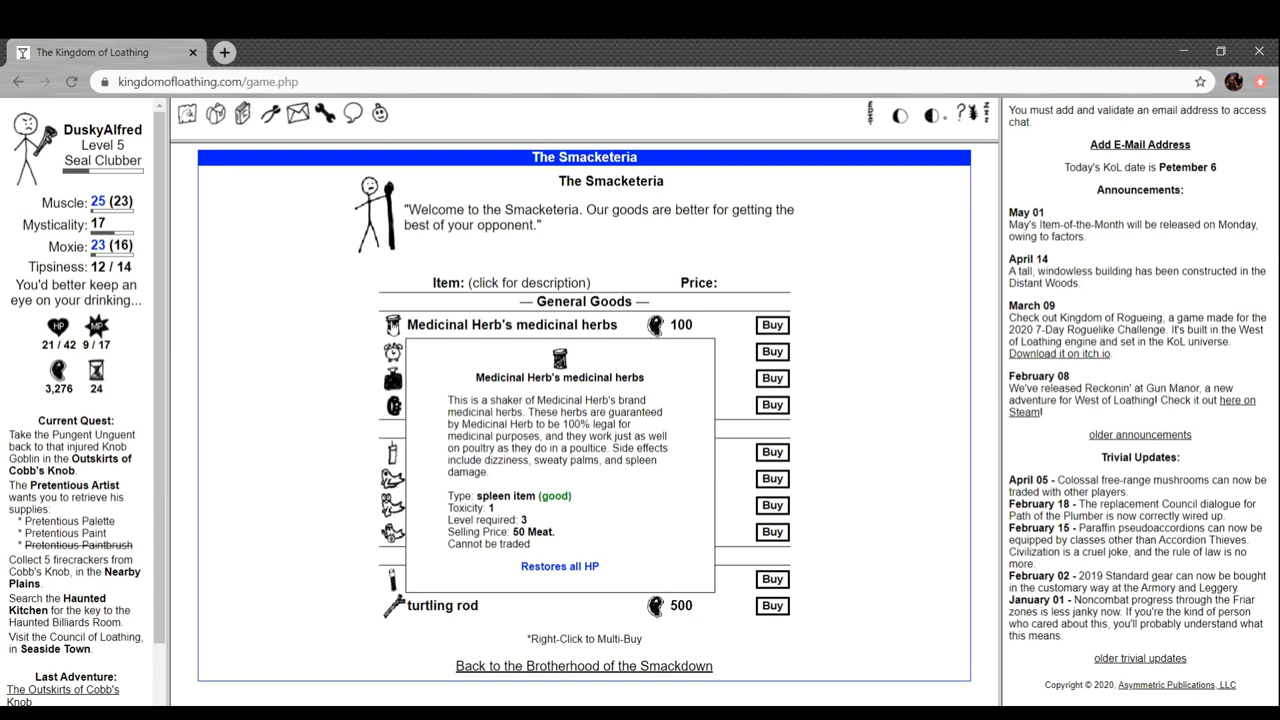 The Kingdom of Loathing
kingdomofloathing.com/game.php
DuskyAlfred
Level 5
Seal Clubber
Muscle: 25 (23)
Mysticality: 17
Moxie: 23 (16)
Tipsiness: 12 / 14
You'd better keep an
eye on your drinking...
HP MP
21 / 42 9 / 17
3,276 24
Current Quest:
Take the Pungent Unguent
back to that injured Knob
Goblin in the Outskirts of
Cobb's Knob.
The Pretentious Artist
wants you to retrieve his
supplies:
* Pretentious Palette
* Pretentious Paint
* Pretentious Paintbrush
Collect 5 firecrackers from
Cobb's Knob, in the Nearby
Plains.
Search the Haunted
Kitchen for the key to the
Haunted Billiards Room.
Visit the Council of Loathing,
in Seaside Town.
Last Adventure:
The Outskirts of Cobb's
Knob
The Smacketeria
The Smacketeria
"Welcome to the Smacketeria. Our goods are better for getting the
best of your opponent."
Item: (click for description) Price:
— General Goods —
Medicinal Herb's medicinal herbs 100 Buy
Buy
Buy
Buy
Medicinal Herb's medicinal herbs
This is a shaker of Medicinal Herb's brand
medicinal herbs. These herbs are guaranteed
by Medicinal Herb to be 100% legal for
medicinal purposes, and they work just as well
on poultry as they do in a poultice. Side effects
include dizziness, sweaty palms, and spleen
damage.
Type: spleen item (good)
Toxicity: 1
Level required: 3
Selling Price: 50 Meat.
Cannot be traded
Restores all HP
Buy
Buy
Buy
Buy
Buy
turtling rod 500 Buy
*Right-Click to Multi-Buy
Back to the Brotherhood of the Smackdown
You must add and validate an email address to access
chat.
Add E-Mail Address
Today's KoL date is Petember 6
Announcements:
May 01
May's Item-of-the-Month will be released on Monday,
owing to factors.
April 14
A tall, windowless building has been constructed in the
Distant Woods.
March 09
Check out Kingdom of Rogueing, a game made for the
2020 7-Day Roguelike Challenge. It's built in the West
of Loathing engine and set in the KoL universe.
Download it on itch.io.
February 08
We've released Reckonin' at Gun Manor, a new
adventure for West of Loathing! Check it out here on
Steam!
older announcements
Trivial Updates:
April 05 - Colossal free-range mushrooms can now be
traded with other players.
February 18 - The replacement Council dialogue for
Path of the Plumber is now correctly wired up.
February 15 - Paraffin pseudoaccordions can now be
equipped by classes other than Accordion Thieves.
Civilization is a cruel joke, and the rule of law is no
more.
February 02 - 2019 Standard gear can now be bought
in the customary way at the Armory and Leggery.
January 01 - Noncombat progress through the Friar
zones is less janky now. If you're the kind of person
who cared about this, you'll probably understand what
this means.
older trivial updates
Copyright © 2020, Asymmetric Publications, LLC